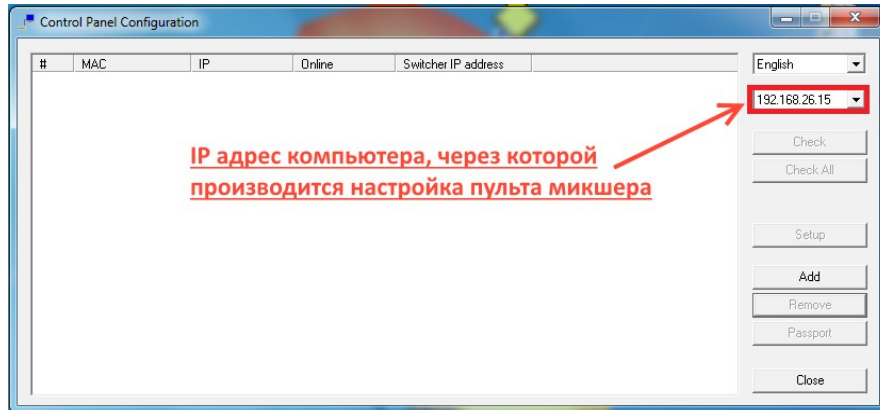 Control Panel Configuration
# MAC IP Online Switcher IP address
English
192.168.26.15
Check
IP адрес компьютера, через которой
Check All
производится настройка пульта микшера
Setup
Add
Remove
Passport
Close